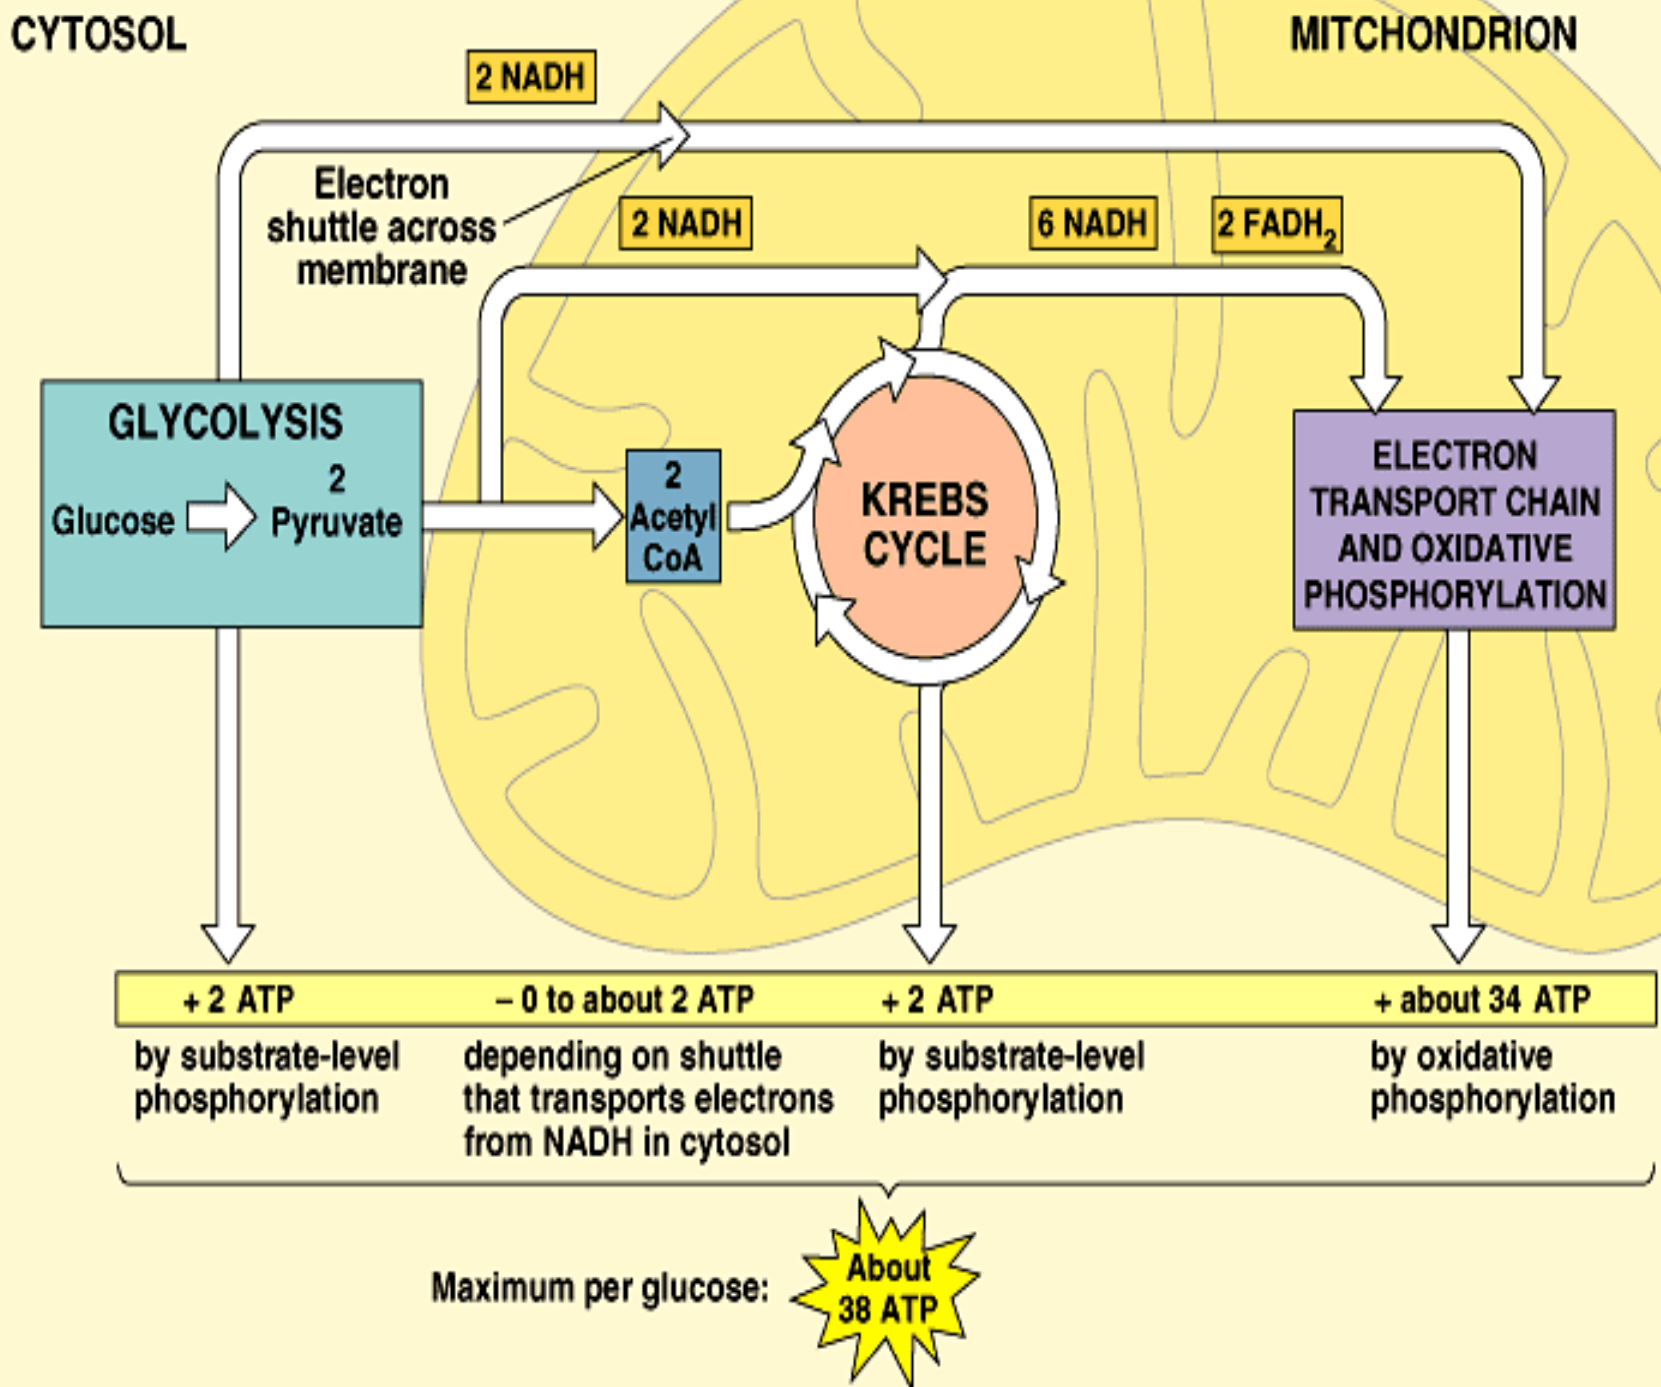 CYTOSOL
MITCHONDRION
2 NADH
Electron
shuttle across
membrane
2 NADH
6 NADH
2 FADH₂
GLYCOLYSIS
Glucose
2
Pyruvate
2
Acetyl
CoA
KREBS
CYCLE
ELECTRON
TRANSPORT CHAIN
AND OXIDATIVE
PHOSPHORYLATION
+ 2 ATP
by substrate-level
phosphorylation
– 0 to about 2 ATP
depending on shuttle
that transports electrons
from NADH in cytosol
+ 2 ATP
by substrate-level
phosphorylation
+ about 34 ATP
by oxidative
phosphorylation
Maximum per glucose:
About
38 ATP